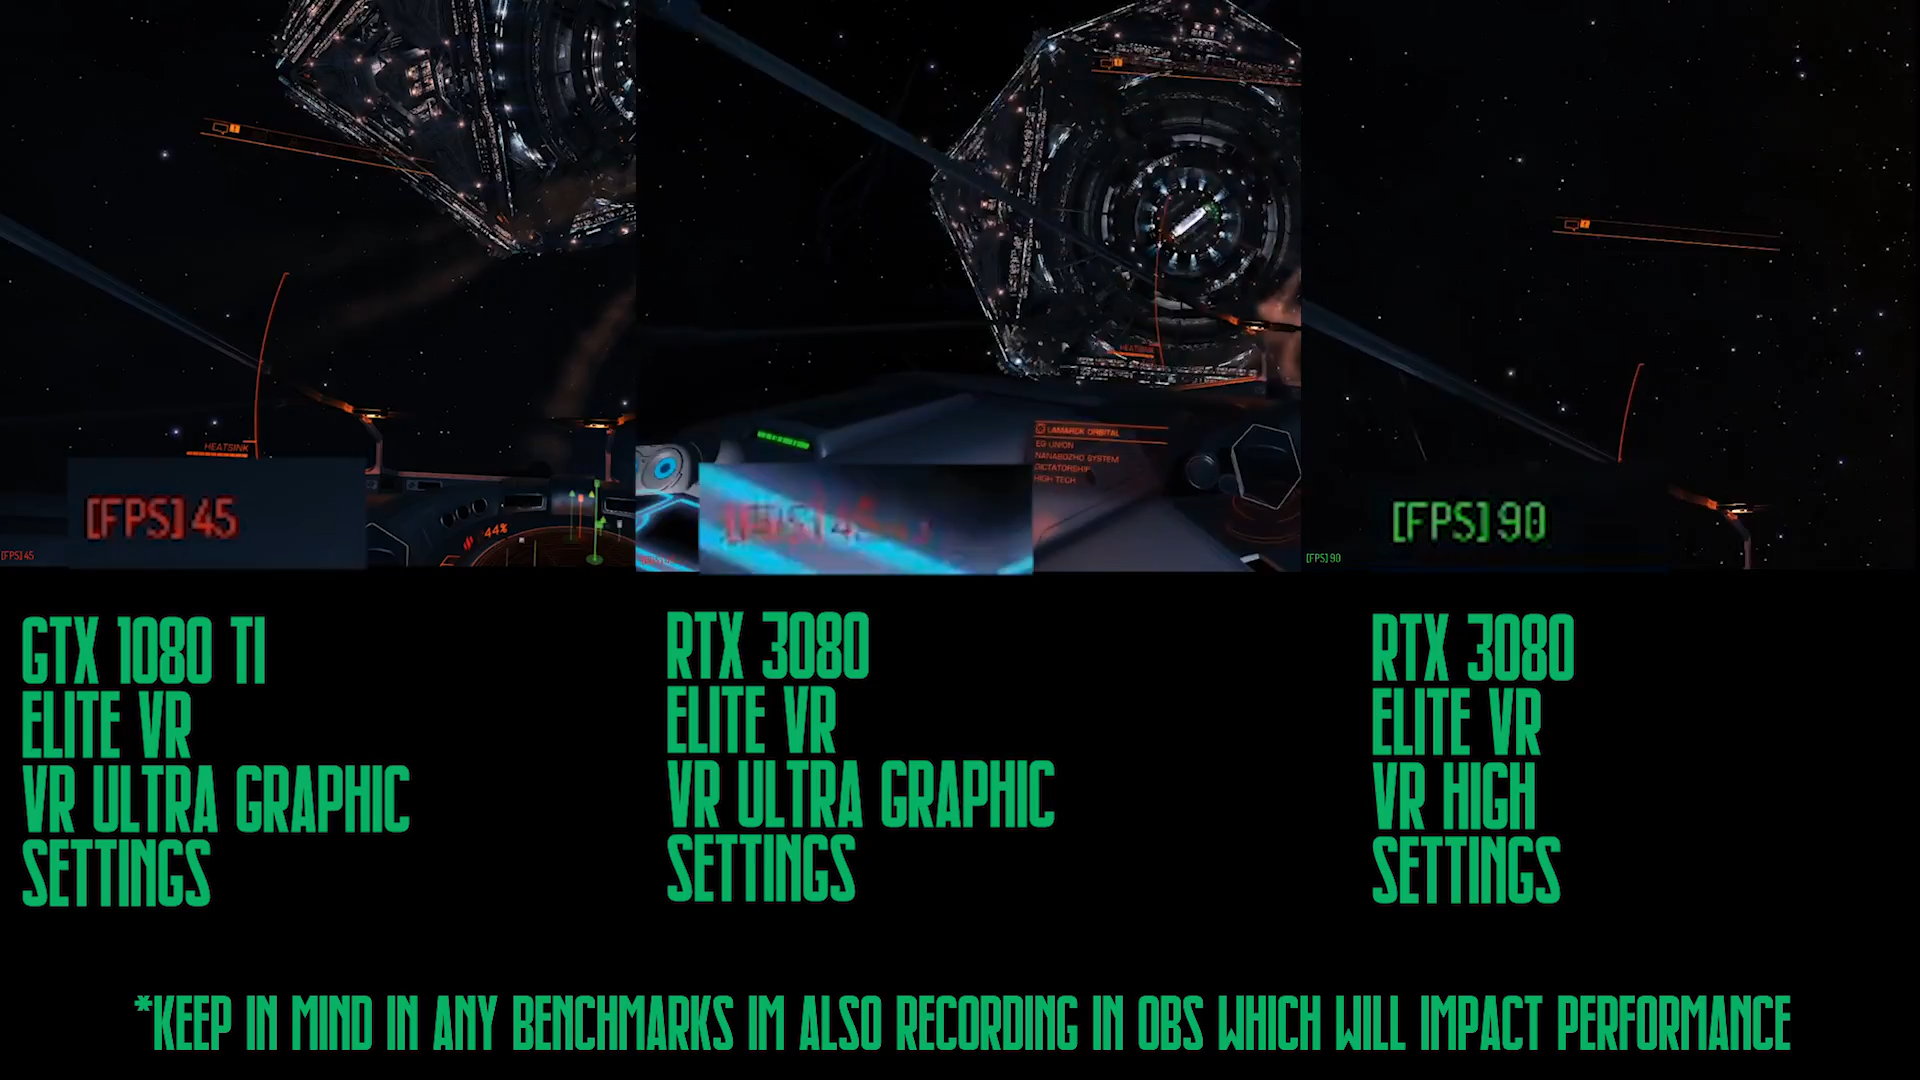 HEATSINK
[FPS] 45
[FPS] 45
44%
HEATSINK
LAMARCK ORBITAL
EG UNION
NANABOZHO SYSTEM
DICTATORSHIP
HIGH TECH
[FPS] 90
[FPS] 90
GTX 1080 TI
ELITE VR
VR ULTRA GRAPHIC
SETTINGS
RTX 3080
ELITE VR
VR ULTRA GRAPHIC
SETTINGS
RTX 3080
ELITE VR
VR HIGH
SETTINGS
*KEEP IN MIND IN ANY BENCHMARKS IM ALSO RECORDING IN OBS WHICH WILL IMPACT PERFORMANCE